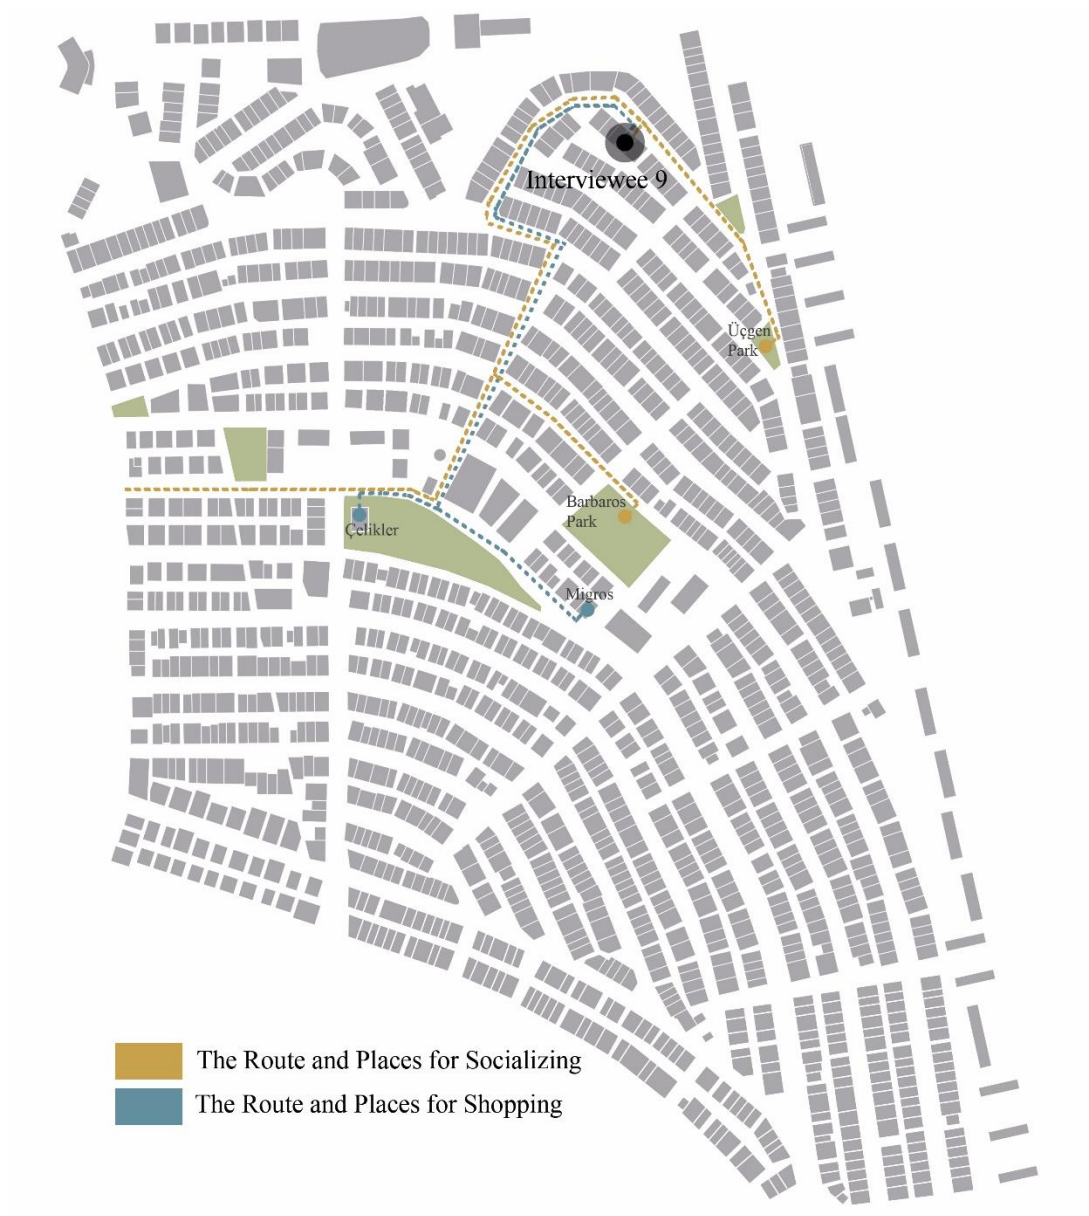 Interviewee 9
Üçgen
Park
Barbaros
Park
Çelikler
Migros
The Route and Places for Socializing
The Route and Places for Shopping